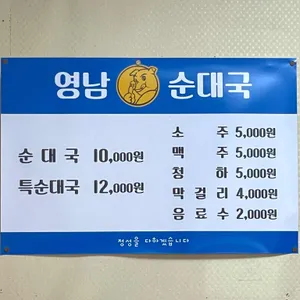 영남 순대국
순대국 10,000원
특순대국 12,000원
소주 5,000원
맥주 5,000원
청하 5,000원
막걸리 4,000원
음료수 2,000원
정성을 다하겠습니다